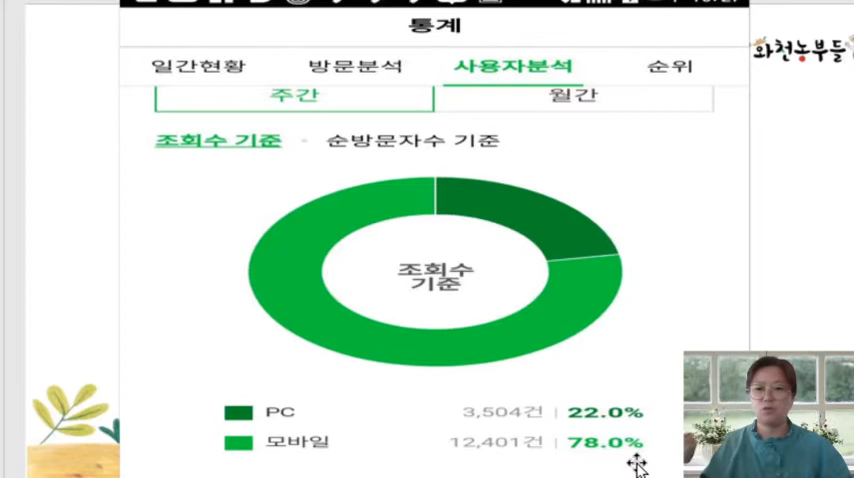 통계
화천농부들
일간현황 방문분석 사용자분석 순위
주간 월간
조회수 기준 순방문자수 기준
조회수
기준
PC 3,504건 22.0%
모바일 12,401건 78.0%